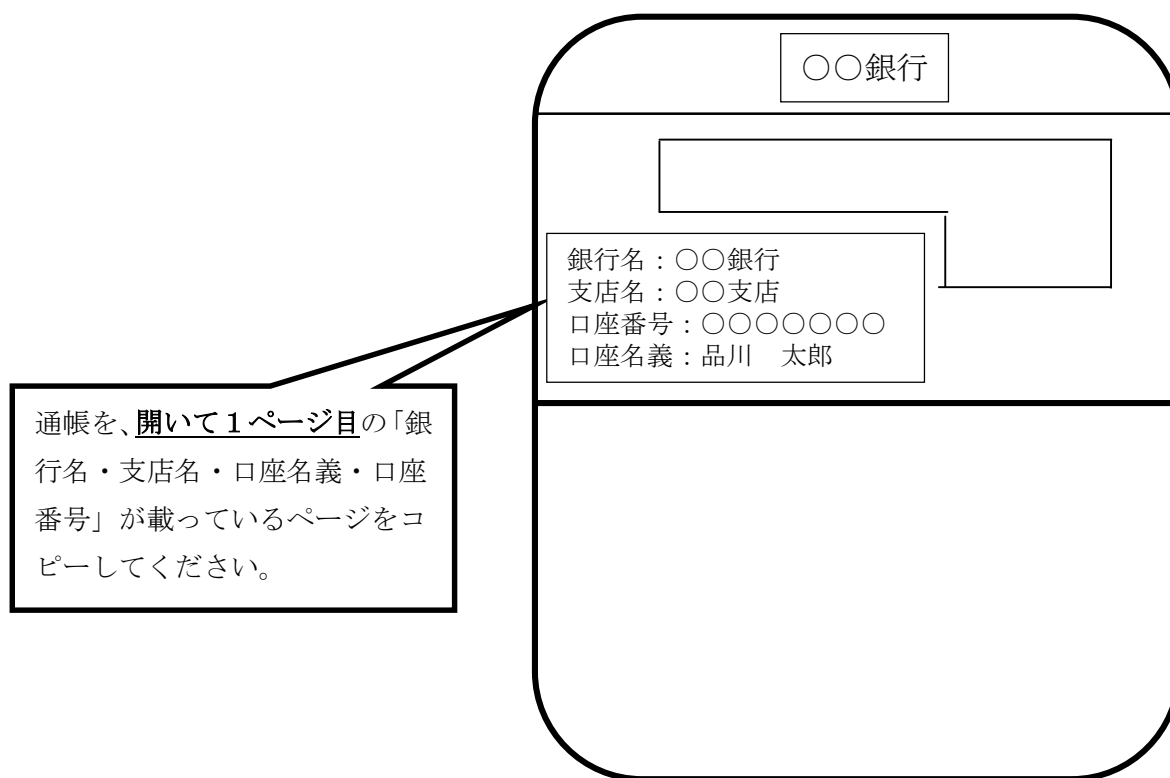 ○○銀行
銀行名：○○銀行
支店名：○○支店
口座番号：○○○○○○○
口座名義：品川　太郎
通帳を、開いて１ページ目の「銀
行名・支店名・口座名義・口座
番号」が載っているページをコ
ピーしてください。